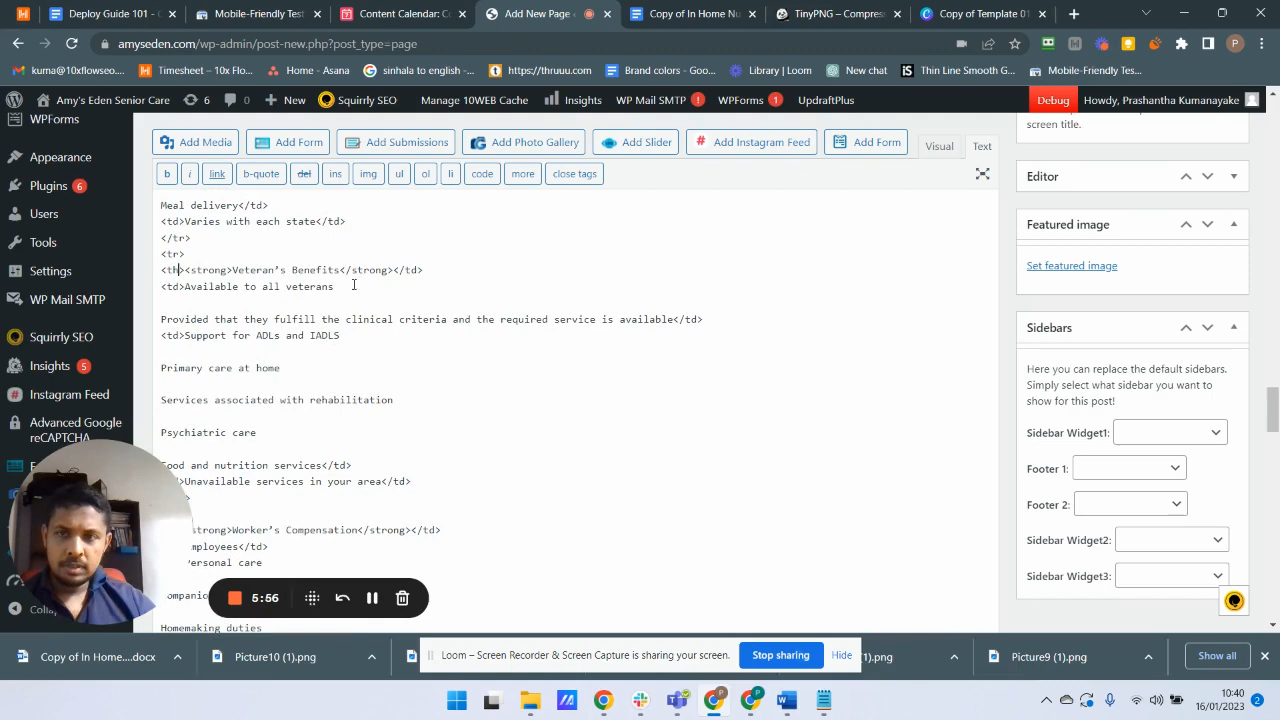 Deploy Guide 101 -
Mobile-Friendly Test
Content Calendar: Co
Add New Page
Copy of In Home Nu
TinyPNG – Compress
Copy of Template 01
amyseden.com/wp-admin/post-new.php?post_type=page
kuma@10xflowseo....
Timesheet – 10x Flo...
Home - Asana
sinhala to english -...
https://thruuu.com
Brand colors - Goo...
Library | Loom
New chat
Thin Line Smooth G...
Mobile-Friendly Tes...
Amy's Eden Senior Care
6
0
New
Squirrly SEO
Manage 10WEB Cache
Insights
WP Mail SMTP !
WPForms 1
UpdraftPlus
Debug
Howdy, Prashantha Kumanayake
WPForms
Appearance
Plugins 6
Users
Tools
Settings
WP Mail SMTP
Squirrly SEO
Insights 5
Instagram Feed
Advanced Google
reCAPTCHA
Add Media
Add Form
Add Submissions
Add Photo Gallery
Add Slider
Add Instagram Feed
Add Form
Visual
Text
b
i
link
b-quote
del
ins
img
ul
ol
li
code
more
close tags
Meal delivery</td>
<td>Varies with each state</td>
</tr>
<tr>
<th><strong>Veteran's Benefits</strong></td>
<td>Available to all veterans
Provided that they fulfill the clinical criteria and the required service is available</td>
<td>Support for ADLs and IADLS
Primary care at home
Services associated with rehabilitation
Psychiatric care
Food and nutrition services</td>
>Unavailable services in your area</td>
strong>Worker's Compensation</strong></td>
mployees</td>
ersonal care
ompanio
Homemaking duties
screen title.
Editor
Featured image
Set featured image
Sidebars
Here you can replace the default sidebars.
Simply select what sidebar you want to
show for this post!
Sidebar Widget1:
Footer 1:
Footer 2:
Sidebar Widget2:
Sidebar Widget3:
5:56
Copy of In Home....docx
Picture10 (1).png
Loom – Screen Recorder & Screen Capture is sharing your screen.
Stop sharing
Hide
(1).png
Picture9 (1).png
Show all
10:40
16/01/2023
2